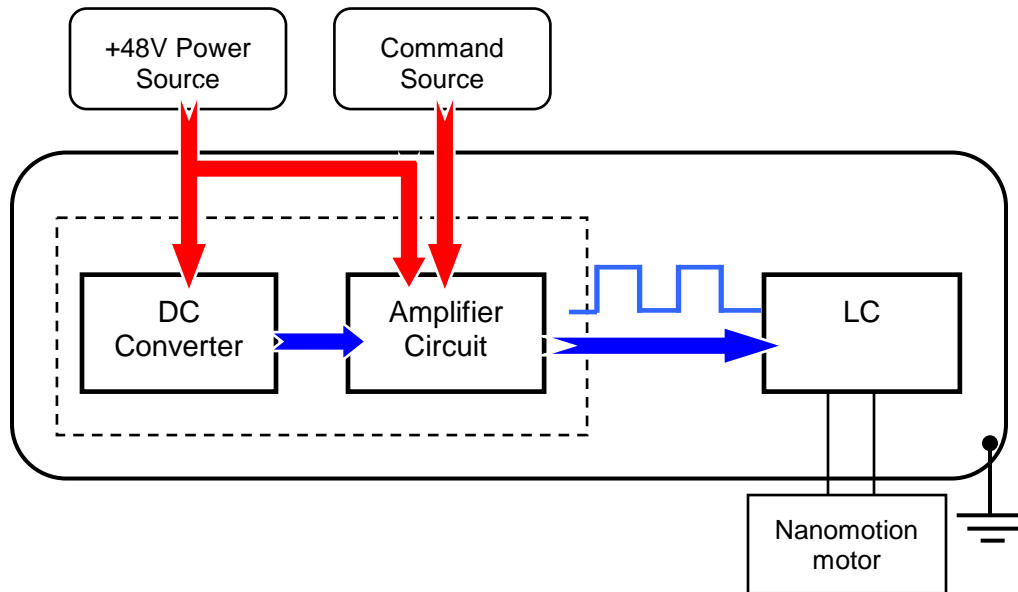 +48V Power
Source
Command
Source
DC
Converter
Amplifier
Circuit
LC
Nanomotion
motor